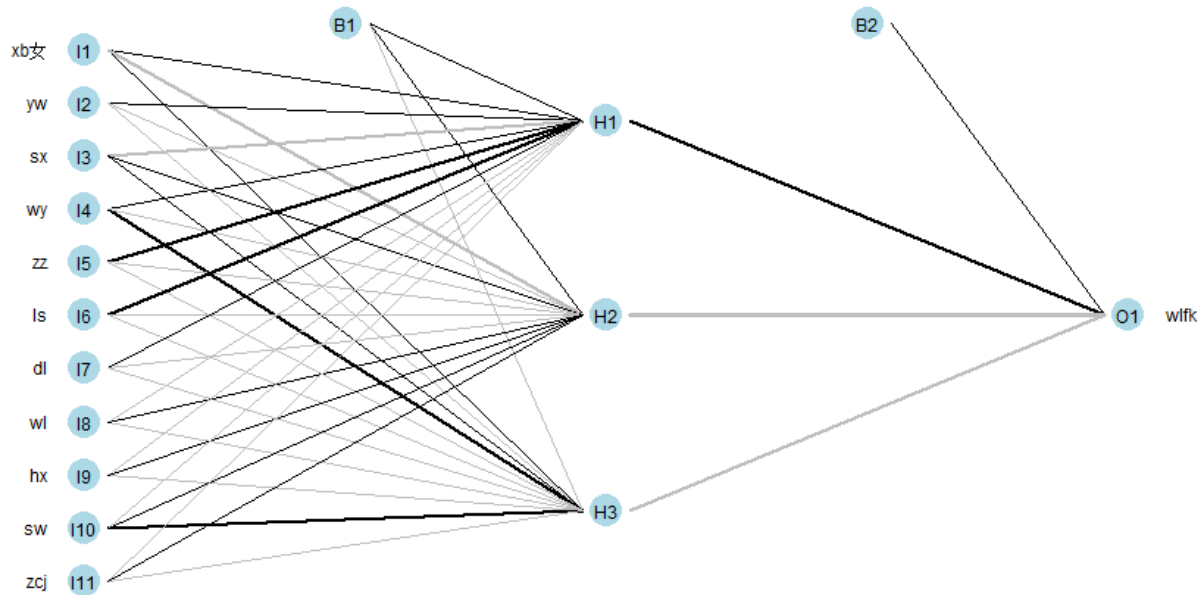 B1
B2
xb女 I1
yw I2
sx I3
wy I4
zz I5
ls I6
dl I7
wl I8
hx I9
sw I10
zcj I11
H1
H2
H3
O1 wlfk